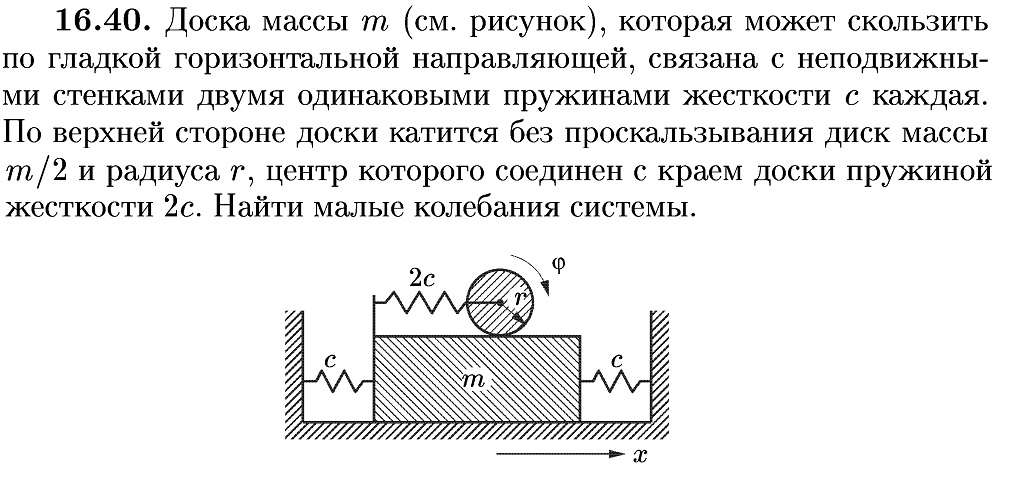 16.40. Доска массы m (см. рисунок), которая может скользить
по гладкой горизонтальной направляющей, связана с неподвижны-
ми стенками двумя одинаковыми пружинами жесткости c каждая.
По верхней стороне доски катится без проскальзывания диск массы
m/2 и радиуса r, центр которого соединен с краем доски пружиной
жесткости 2c. Найти малые колебания системы.
φ
2c
r
c
m
c
x